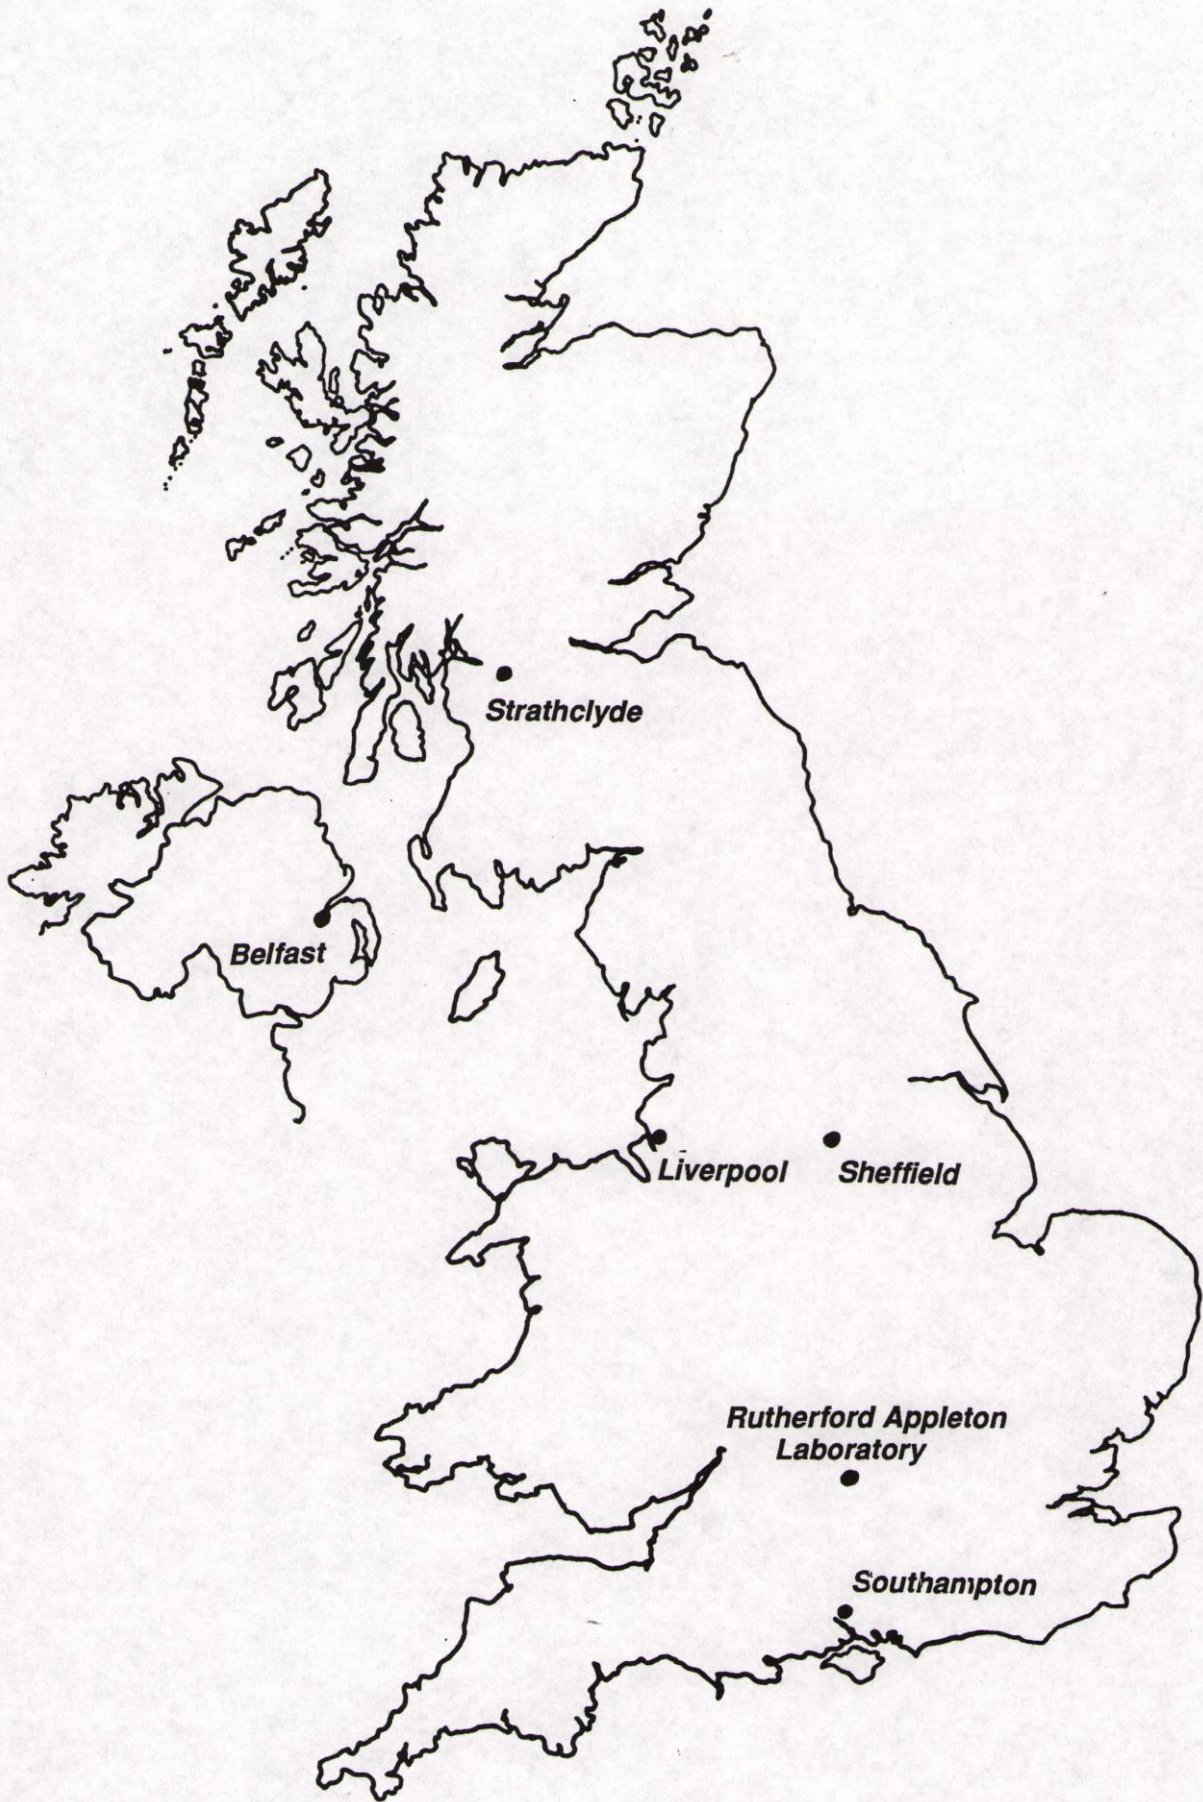 Strathclyde
Belfast
Liverpool
Sheffield
Rutherford Appleton
Laboratory
Southampton